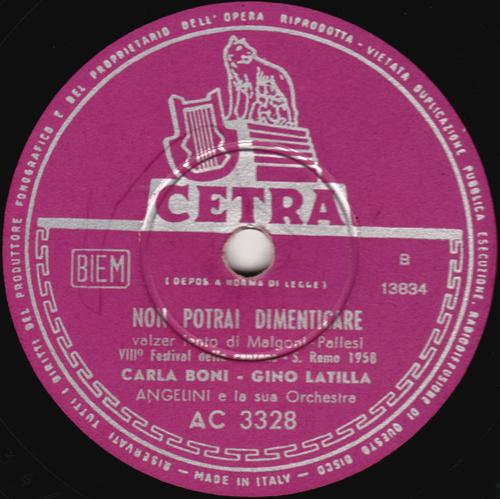 RISERVATI TUTTI I DIRITTI DEL PRODUTTORE FONOGRAFICO E DEL PROPRIETARIO DELL'OPERA RIPRODOTTA - VIETATA DUPLICAZIONE PUBBLICA ESECUZIONE, RADIODIFFUSIONE DI QUESTO DISCO
CETRA
BIEM
B
13834
(DEPOS. A NORMA DI LEGGE)
NON POTRAI DIMENTICARE
valzer lento di Malgoni Pallesi
VIIIº Festival della canzone - S. Remo 1958
CARLA BONI - GINO LATILLA
ANGELINI e la sua Orchestra
AC 3328
- MADE IN ITALY -